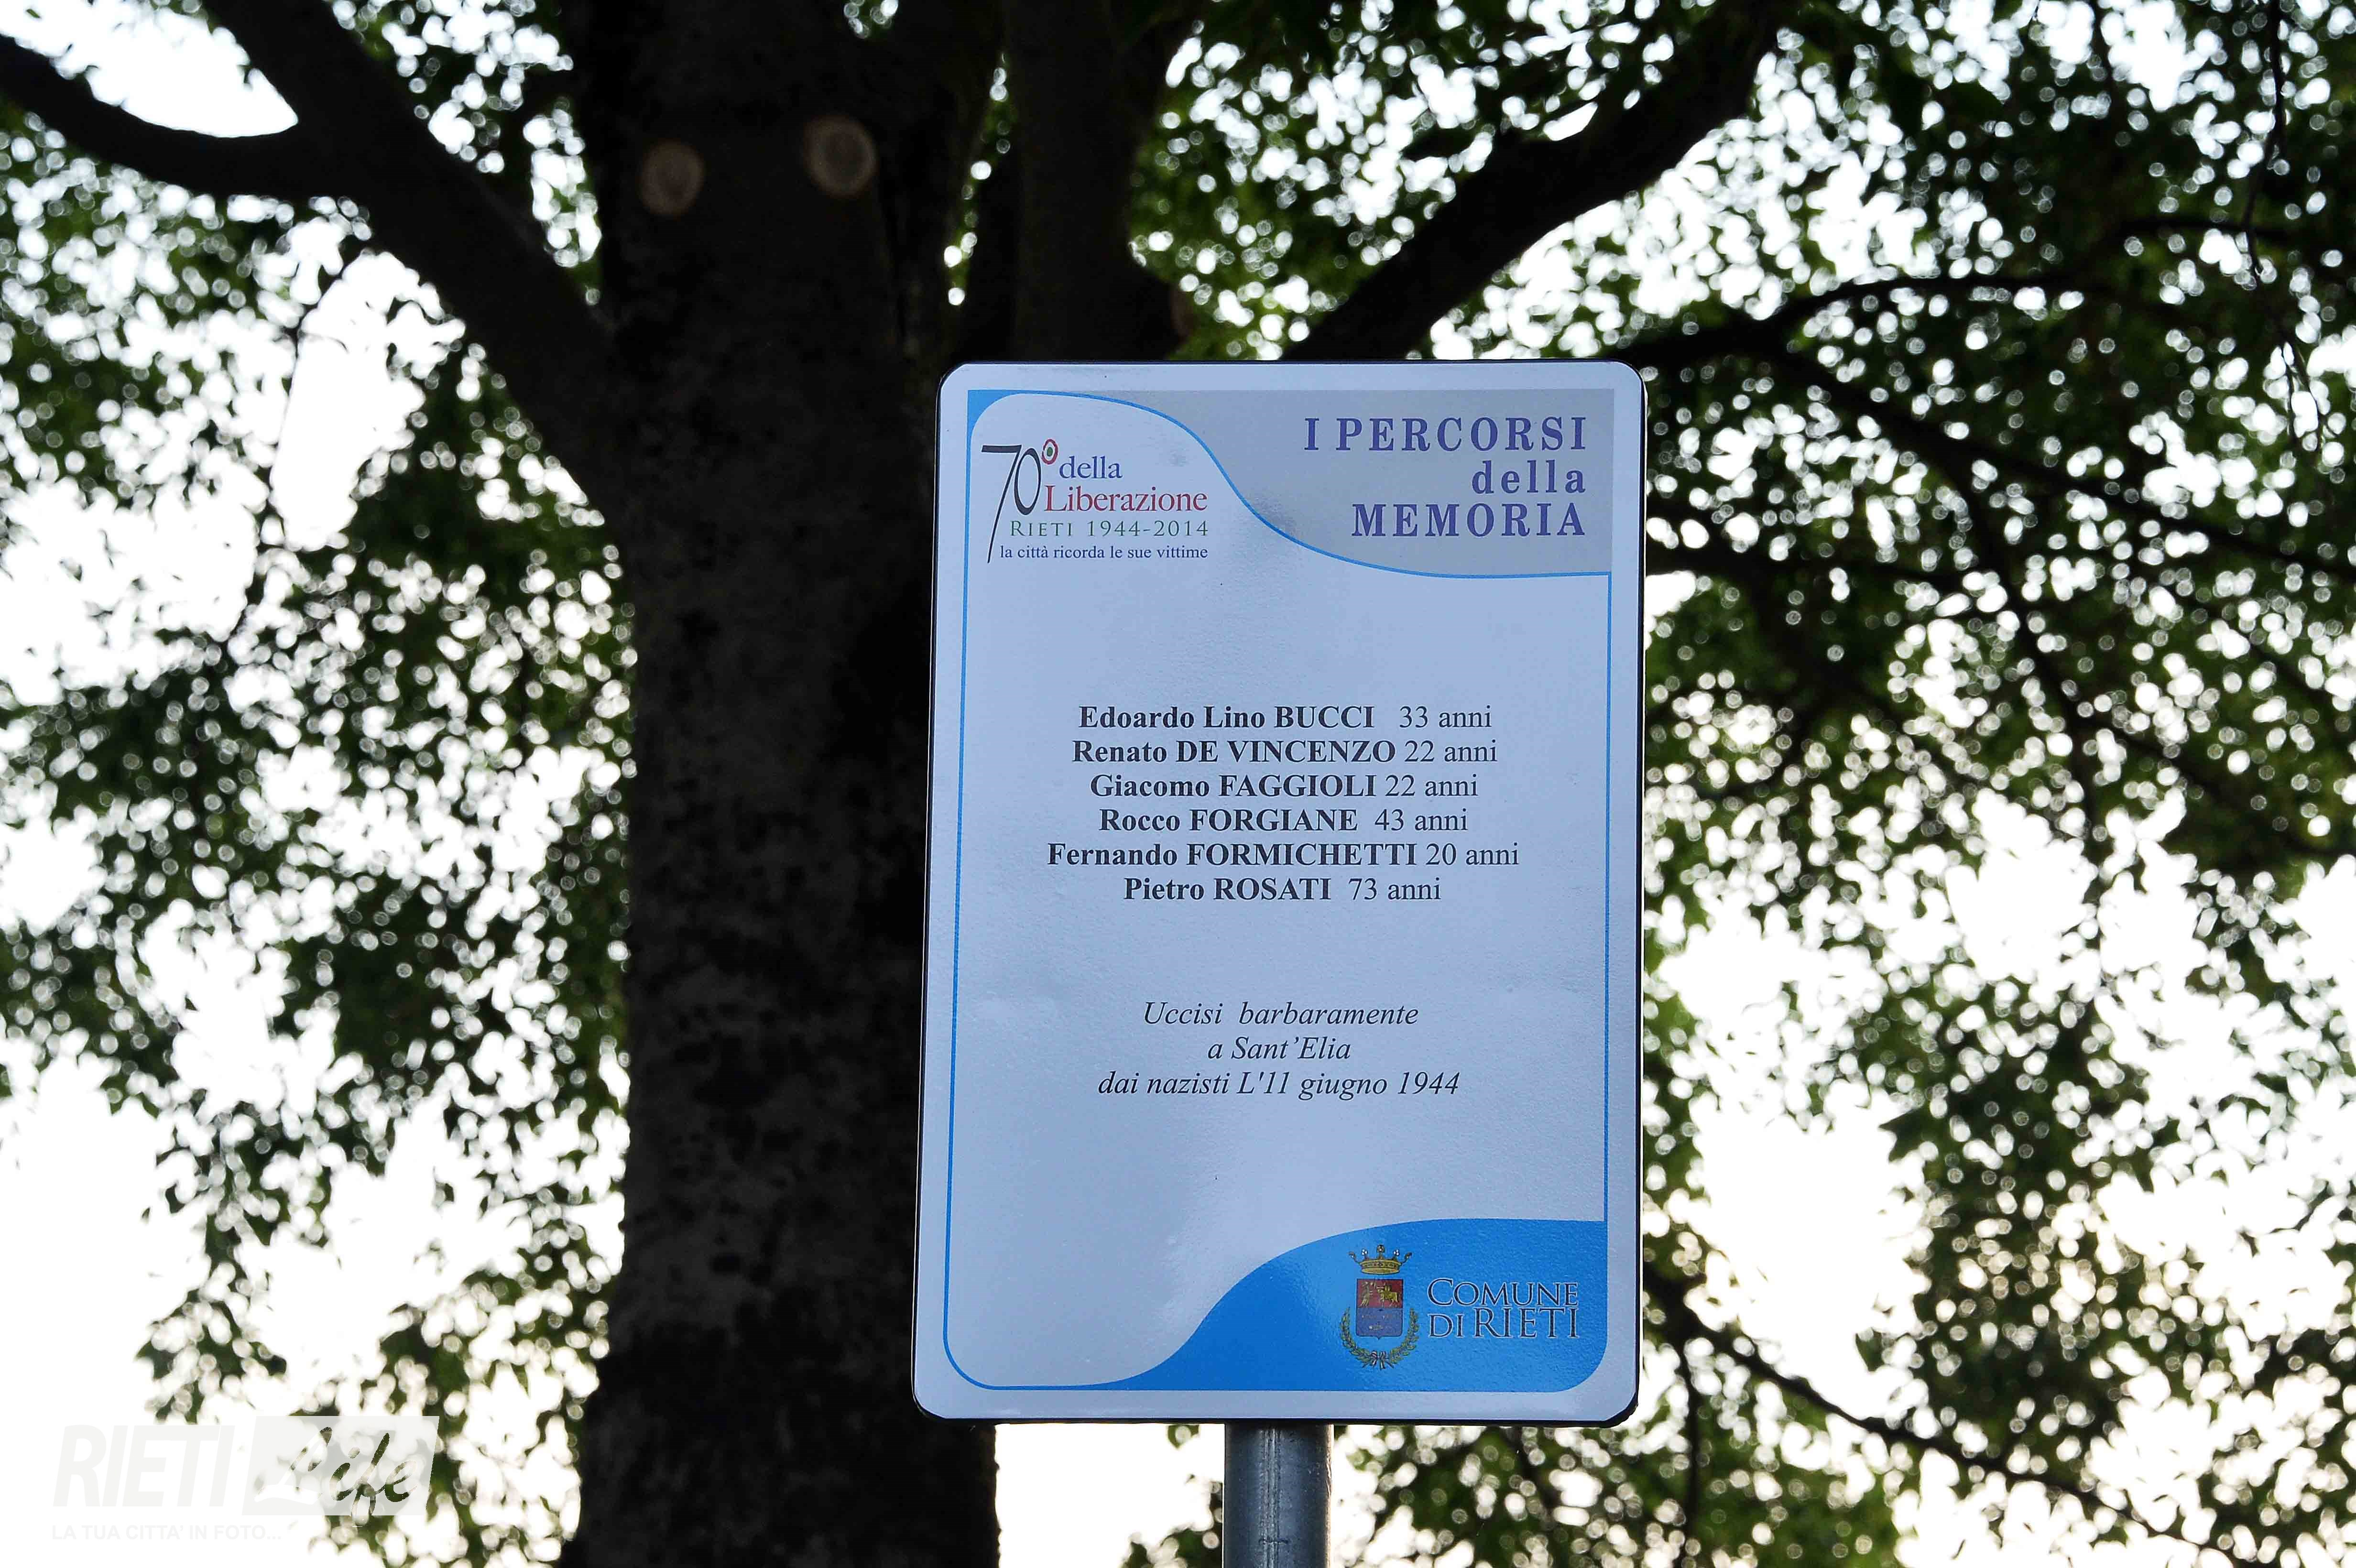 70° della
Liberazione
RIETI 1944-2014
la città ricorda le sue vittime
I PERCORSI
della
MEMORIA
Edoardo Lino BUCCI 33 anni
Renato DE VINCENZO 22 anni
Giacomo FAGGIOLI 22 anni
Rocco FORGIANE 43 anni
Fernando FORMICHETTI 20 anni
Pietro ROSATI 73 anni
Uccisi barbaramente
a Sant'Elia
dai nazisti L'11 giugno 1944
COMUNE
DI RIETI
RIETI Life
LA TUA CITTA' IN FOTO...